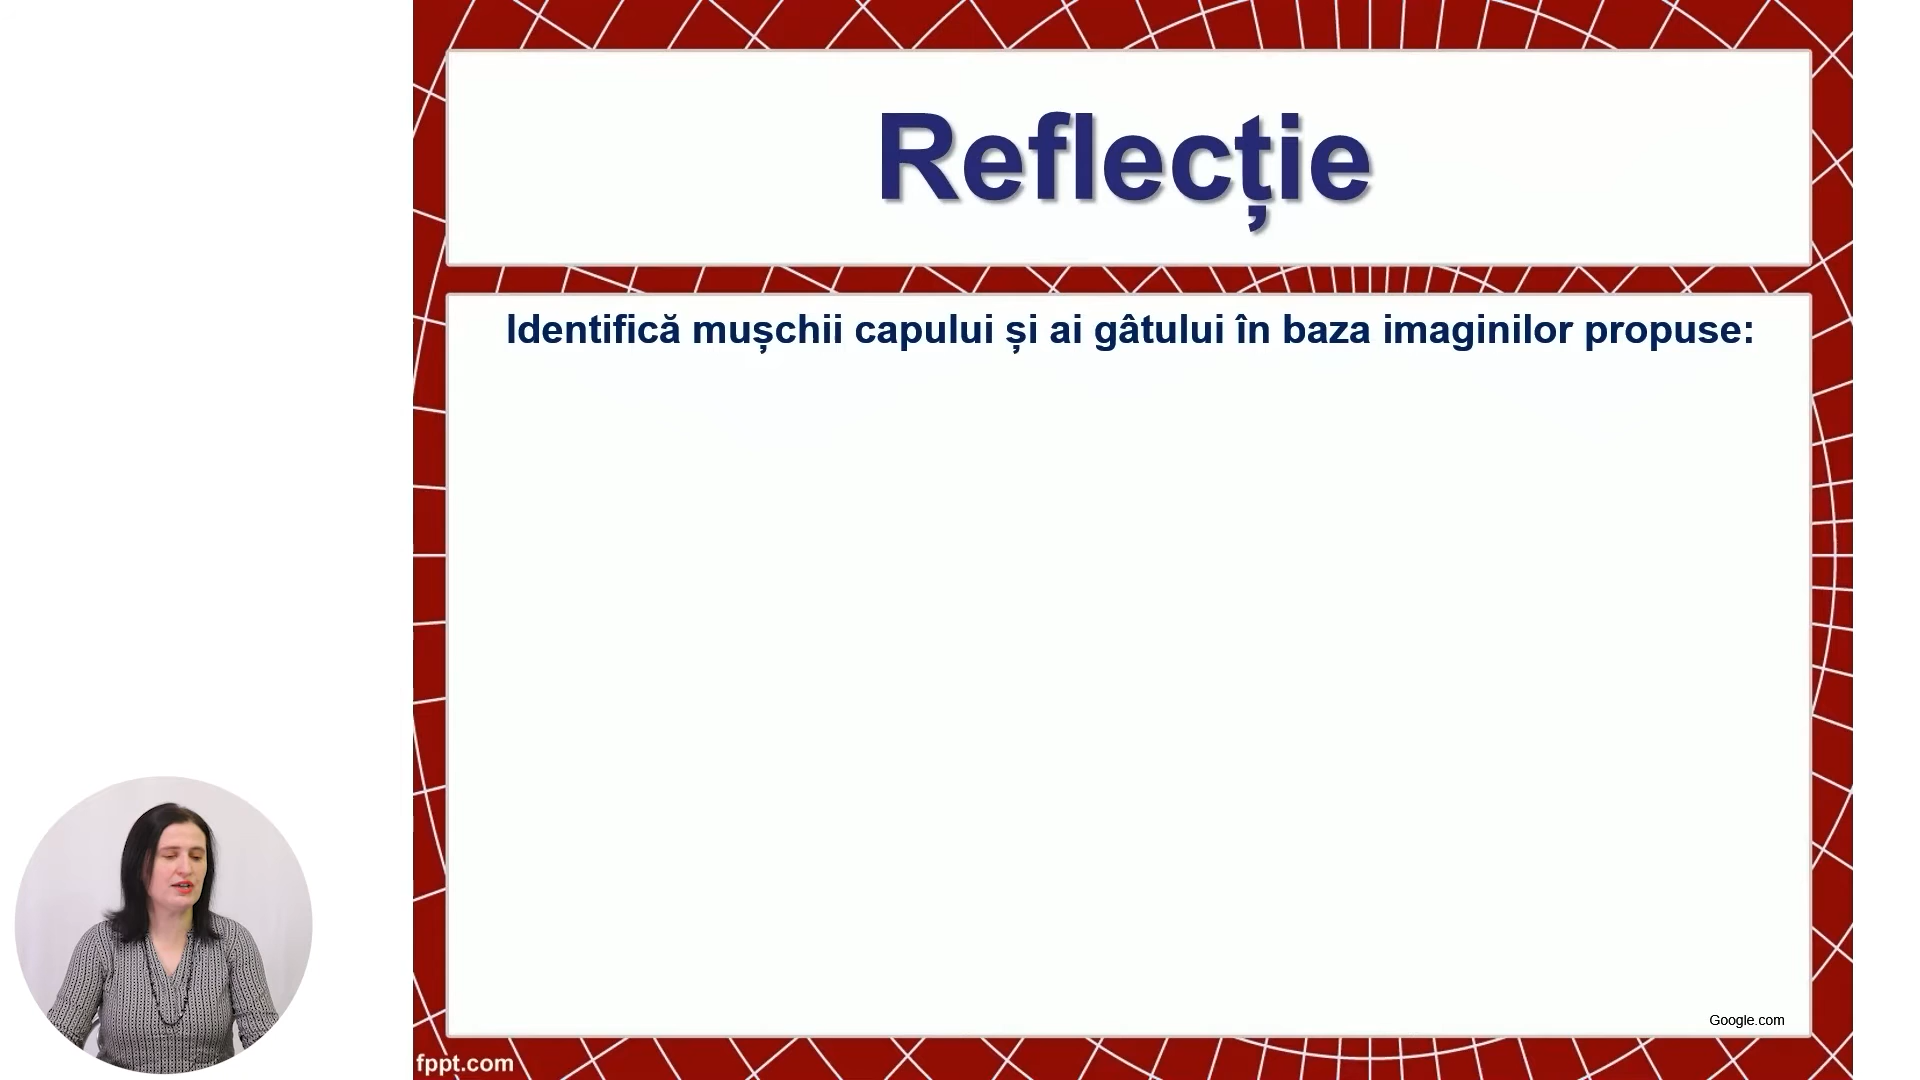 Reflecție
Identifică mușchii capului și ai gâtului în baza imaginilor propuse:
Google.com
fppt.com